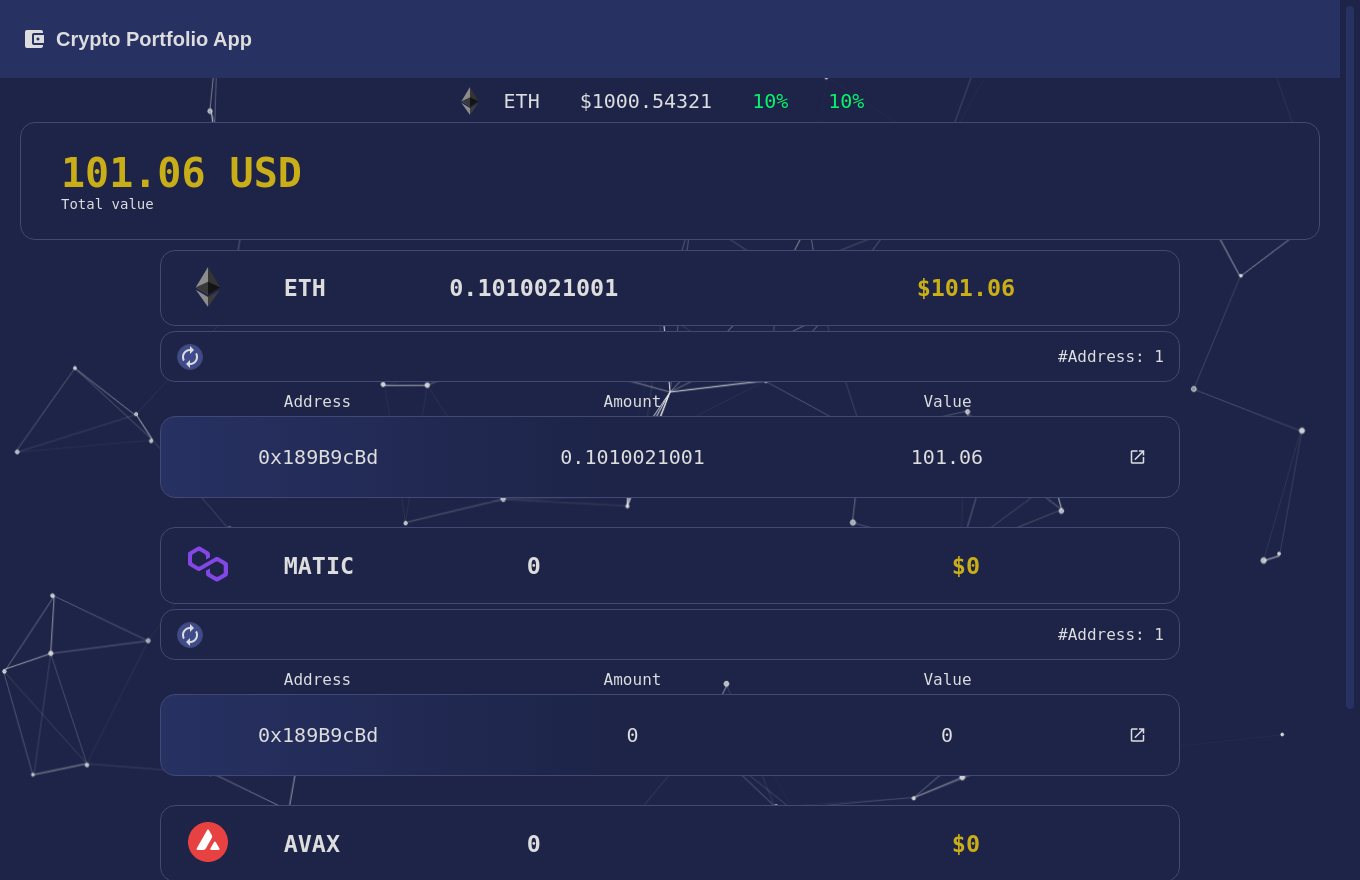 Crypto Portfolio App
ETH $1000.54321 10% 10%
101.06 USD
Total value
ETH 0.1010021001 $101.06
#Address: 1
Address Amount Value
0x189B9cBd 0.1010021001 101.06
MATIC 0 $0
#Address: 1
Address Amount Value
0x189B9cBd 0 0
AVAX 0 $0